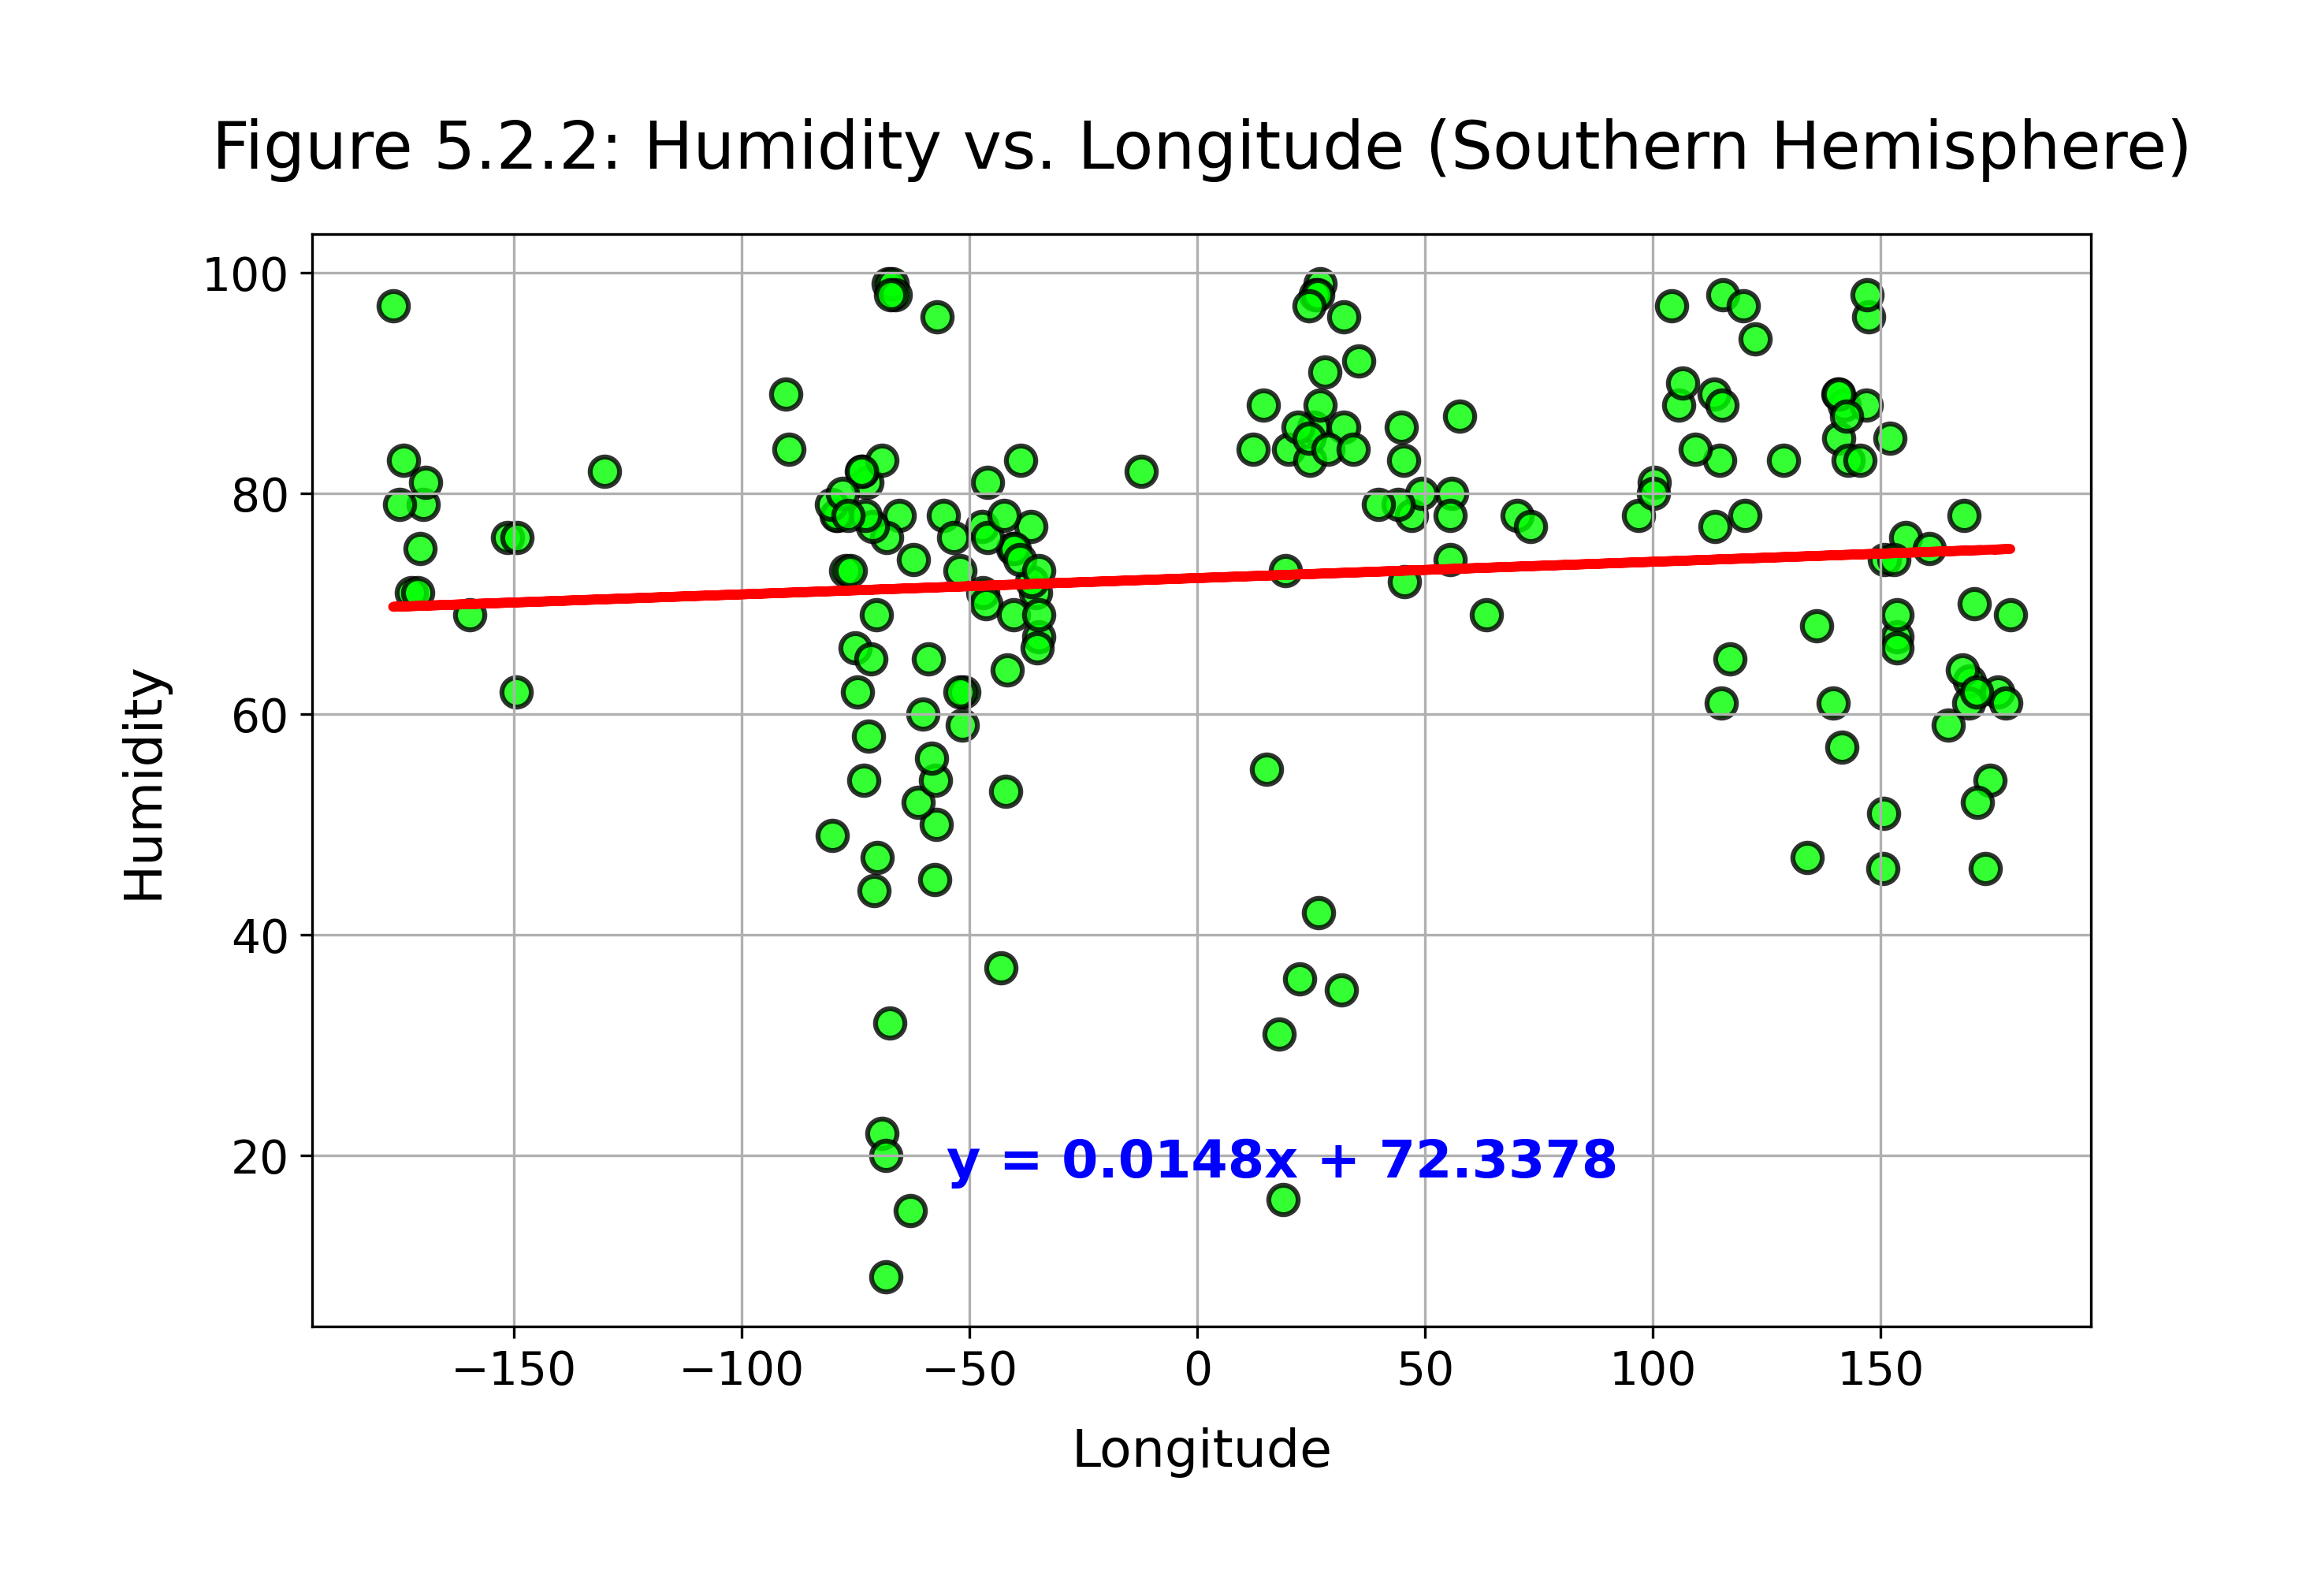 Figure 5.2.2: Humidity vs. Longitude (Southern Hemisphere)
Humidity
100
80
60
40
20
y = 0.0148x + 72.3378
−150 −100 −50 0 50 100 150
Longitude